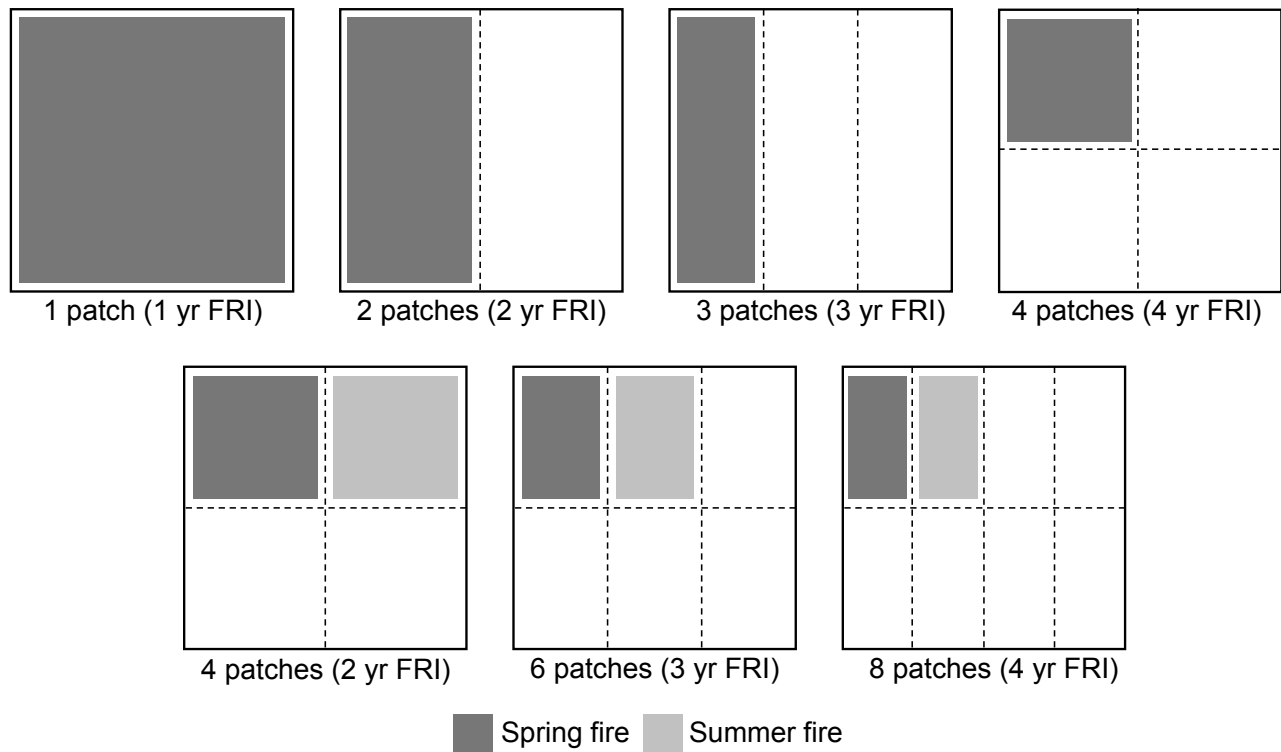 1 patch (1 yr FRI)
2 patches (2 yr FRI)
3 patches (3 yr FRI)
4 patches (4 yr FRI)
4 patches (2 yr FRI)
6 patches (3 yr FRI)
8 patches (4 yr FRI)
Spring fire
Summer fire